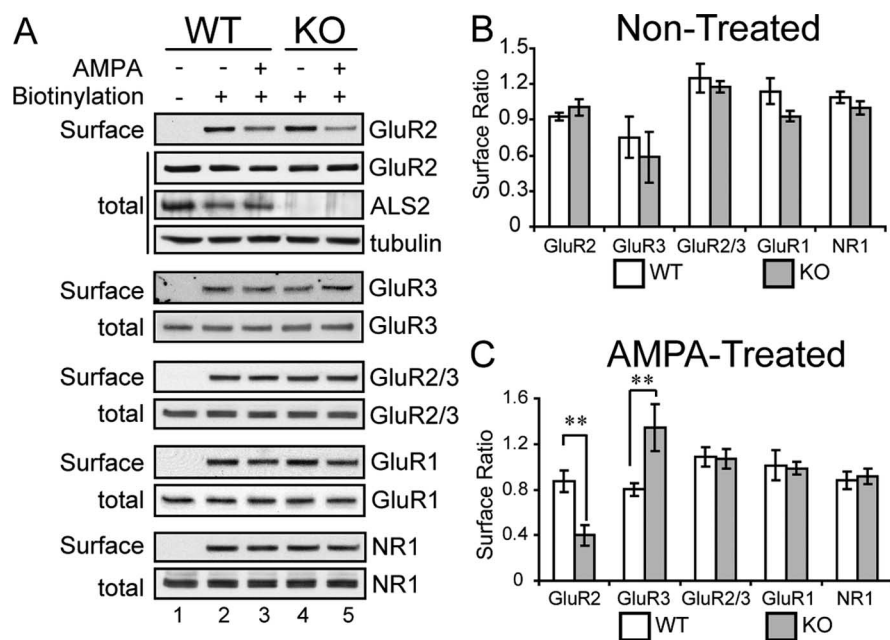 A
WT KO
AMPA - - + - +
Biotinylation - + + + +
Surface GluR2
GluR2
total ALS2
tubulin
Surface GluR3
total GluR3
Surface GluR2/3
total GluR2/3
Surface GluR1
total GluR1
Surface NR1
total NR1
1 2 3 4 5
B Non-Treated
Surface Ratio
1.5
1.2
0.9
0.6
0.3
0
GluR2 GluR3 GluR2/3 GluR1 NR1
WT KO
C AMPA-Treated
Surface Ratio
1.6
1.2
0.8
0.4
0
** **
GluR2 GluR3 GluR2/3 GluR1 NR1
WT KO